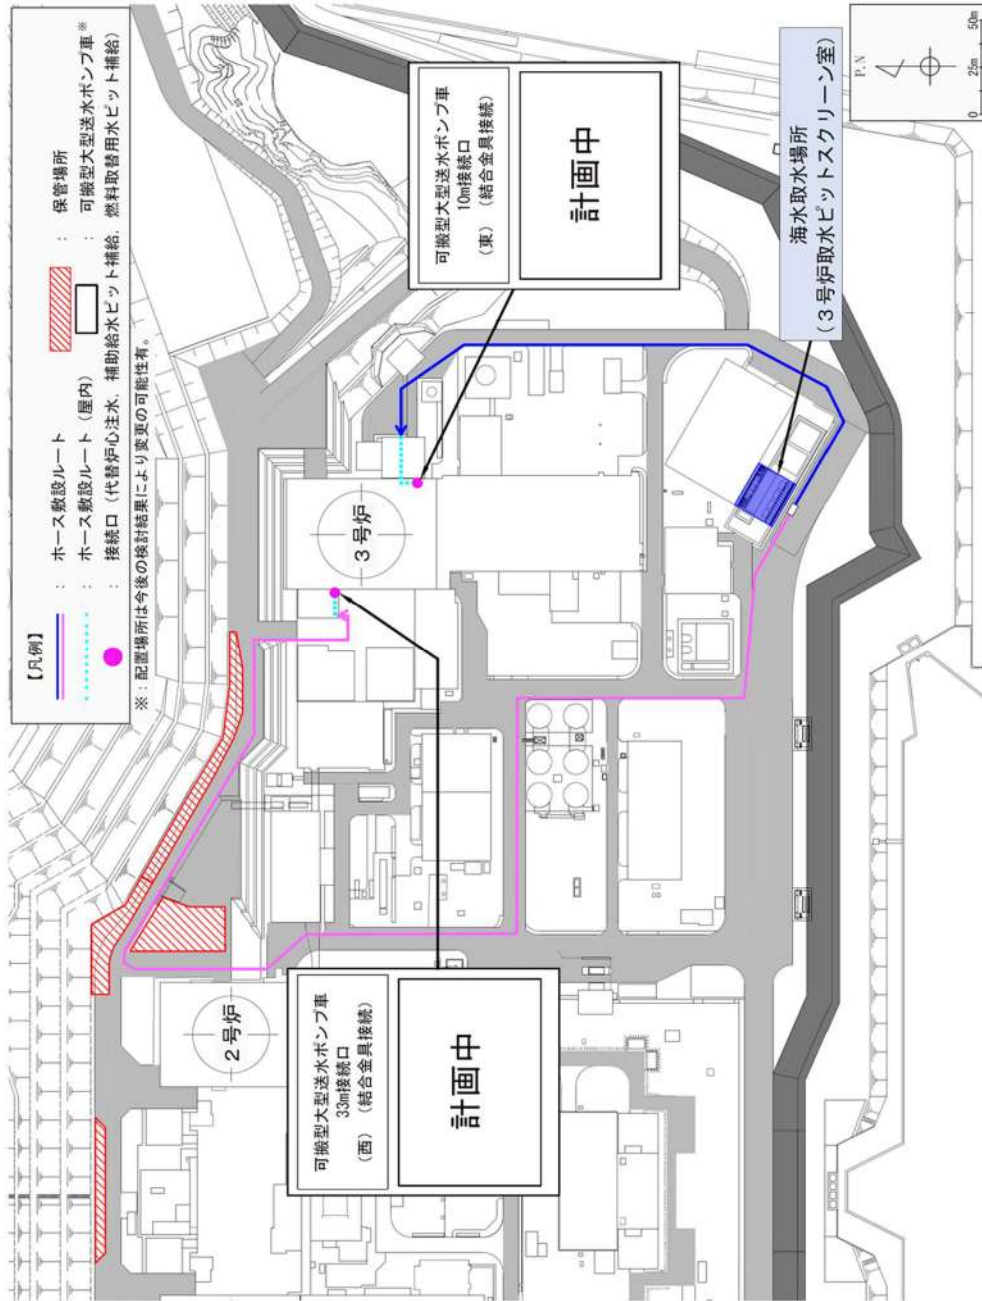 【凡例】
： ホース敷設ルート
： 保管場所
： ホース敷設ルート（屋内）
： 可搬型大型送水ポンプ車※
： 接続口（代替炉心注水，補助給水ピット補給，燃料取替用水ピット補給）
※：配置場所は今後の検討結果により変更の可能性有。
2号炉
3号炉
可搬型大型送水ポンプ車
33m接続口
（西）（結合金具接続）
計画中
可搬型大型送水ポンプ車
10m接続口
（東）（結合金具接続）
計画中
海水取水場所
（3号炉取水ピットスクリーン室）
P.N
0 25m 50m